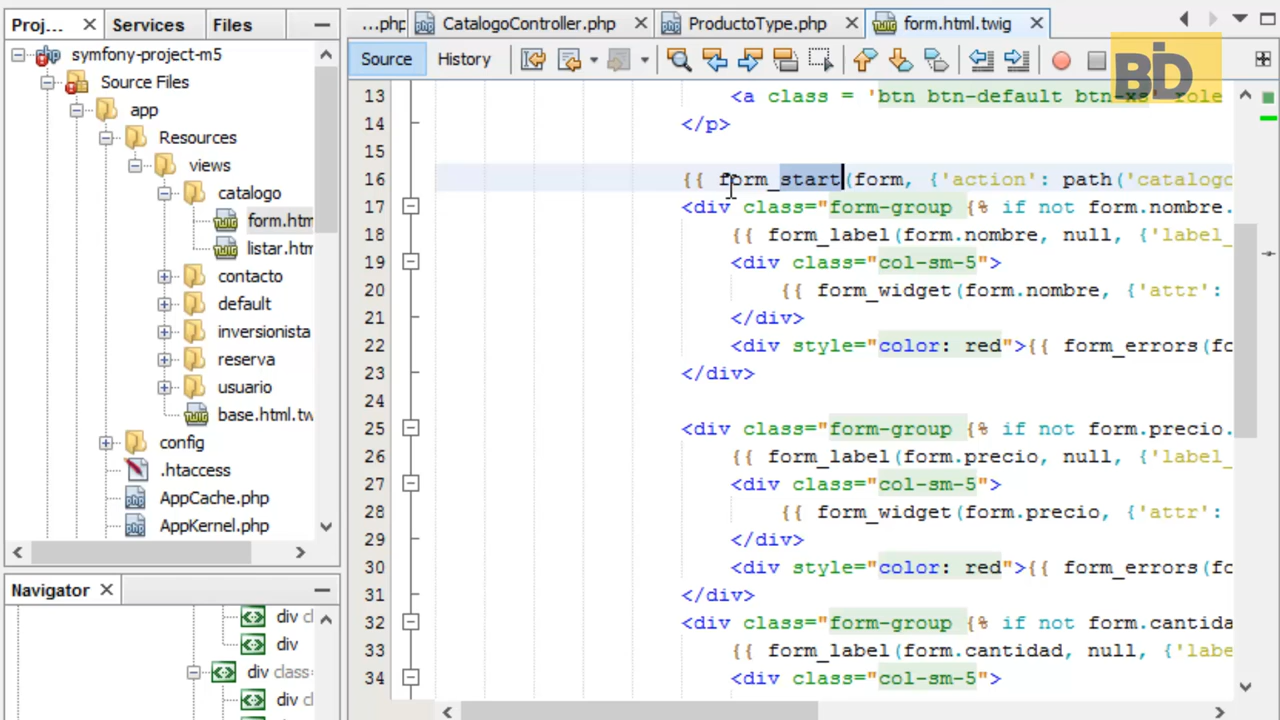 Proj...
Services
Files
symfony-project-m5
Source Files
app
Resources
views
catalogo
form.htm
listar.htm
contacto
default
inversionista
reserva
usuario
base.html.tw
config
.htaccess
AppCache.php
AppKernel.php
Navigator
div cl
div
div class=
div cl
...php
CatalogoController.php
ProductoType.php
form.html.twig
Source
History
BD
13 <a class = 'btn btn-default btn-xs' role
14 </p>
15
16 {{ form_start(form, {'action': path('catalogo
17 <div class="form-group {% if not form.nombre.
18 {{ form_label(form.nombre, null, {'label_
19 <div class="col-sm-5">
20 {{ form_widget(form.nombre, {'attr':
21 </div>
22 <div style="color: red">{{ form_errors(fo
23 </div>
24
25 <div class="form-group {% if not form.precio.
26 {{ form_label(form.precio, null, {'label_
27 <div class="col-sm-5">
28 {{ form_widget(form.precio, {'attr':
29 </div>
30 <div style="color: red">{{ form_errors(fo
31 </div>
32 <div class="form-group {% if not form.cantida
33 {{ form_label(form.cantidad, null, {'labe
34 <div class="col-sm-5">